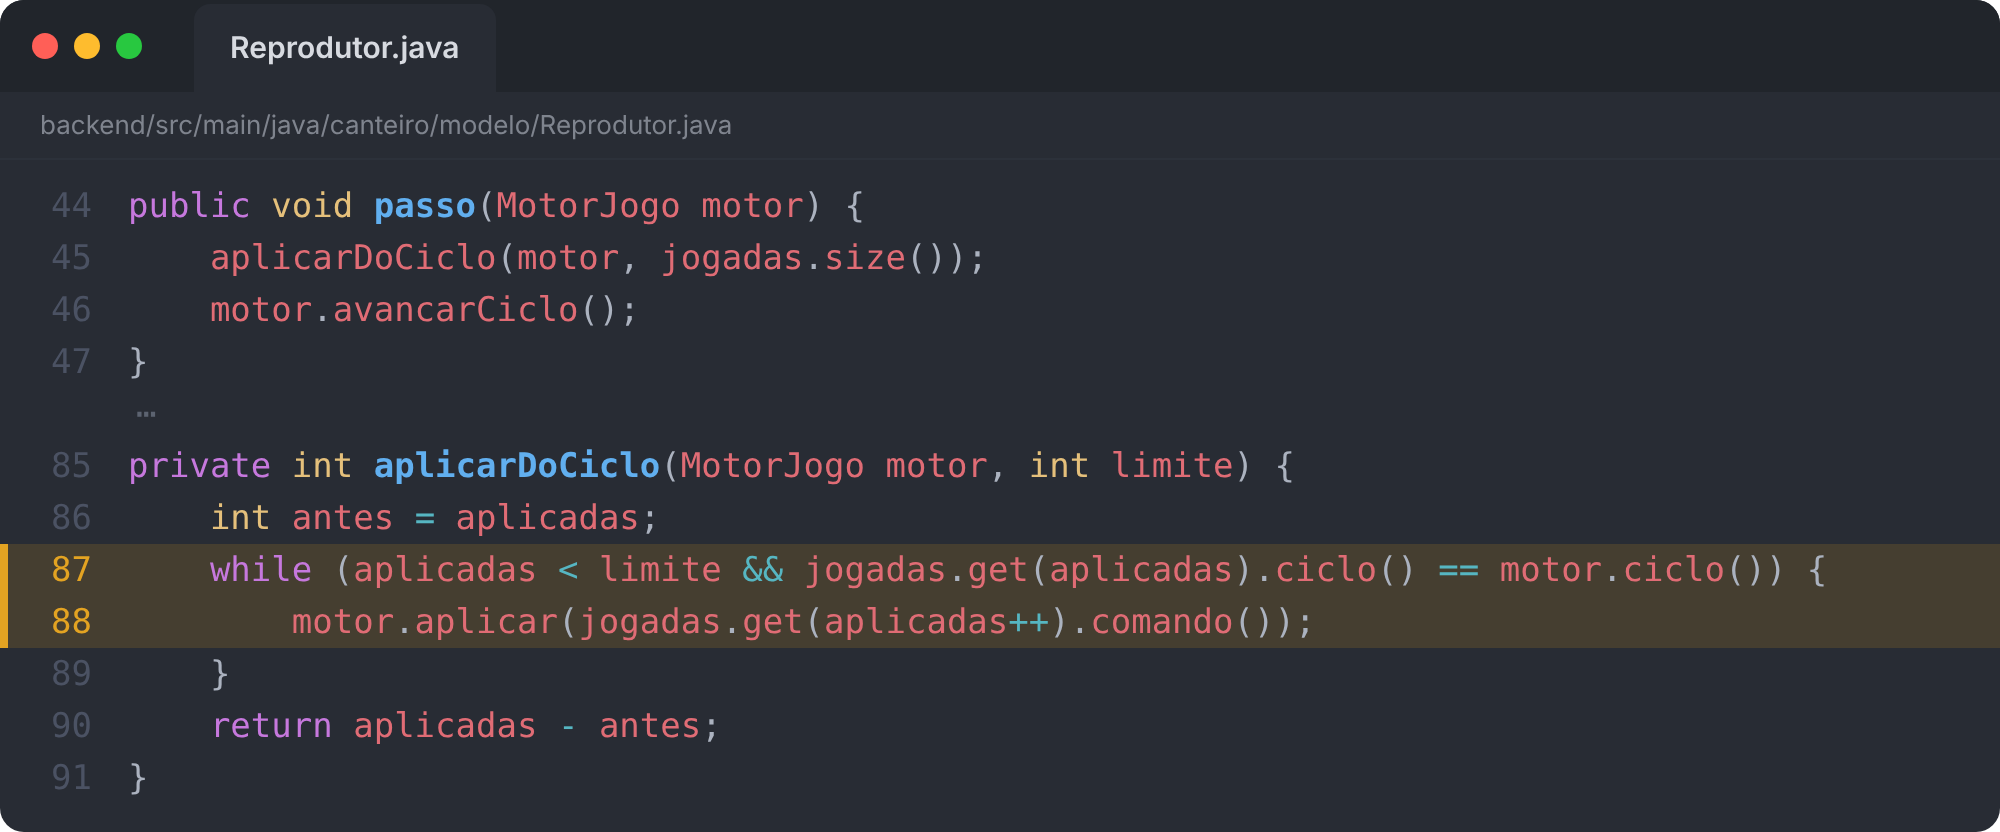 Reprodutor.java
backend/src/main/java/canteiro/modelo/Reprodutor.java
44 public void passo(MotorJogo motor) {
45     aplicarDoCiclo(motor, jogadas.size());
46     motor.avancarCiclo();
47 }
…
85 private int aplicarDoCiclo(MotorJogo motor, int limite) {
86     int antes = aplicadas;
87     while (aplicadas < limite && jogadas.get(aplicadas).ciclo() == motor.ciclo()) {
88         motor.aplicar(jogadas.get(aplicadas++).comando());
89     }
90     return aplicadas - antes;
91 }